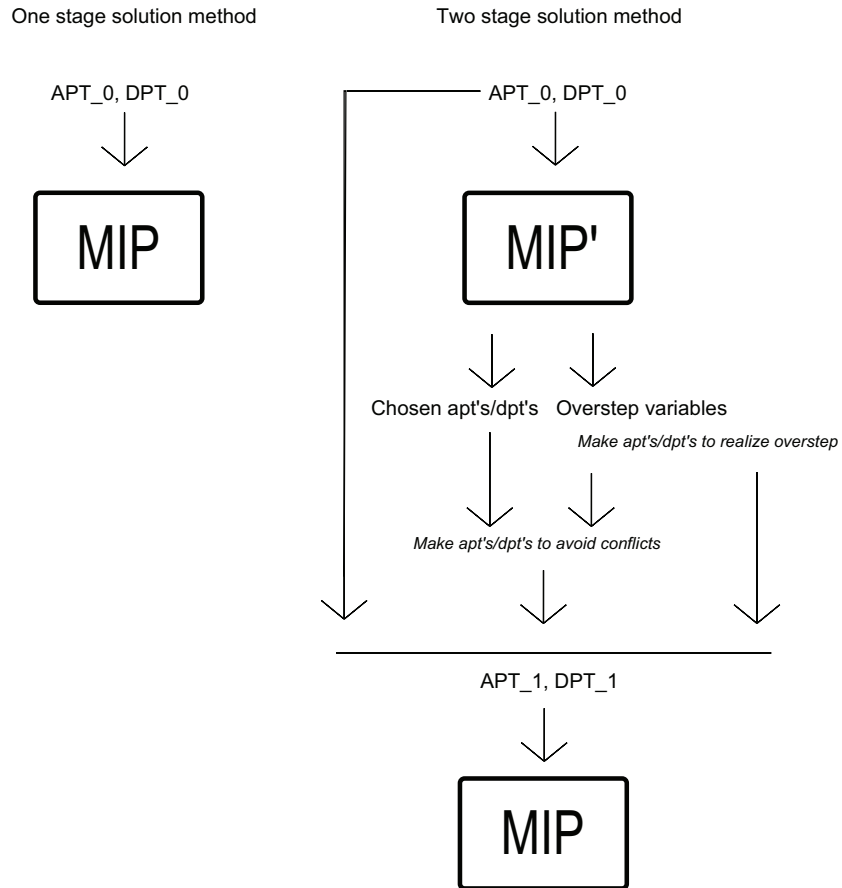 One stage solution method
Two stage solution method
APT_0, DPT_0
APT_0, DPT_0
MIP
MIP'
Chosen apt's/dpt's
Overstep variables
Make apt's/dpt's to realize overstep
Make apt's/dpt's to avoid conflicts
APT_1, DPT_1
MIP